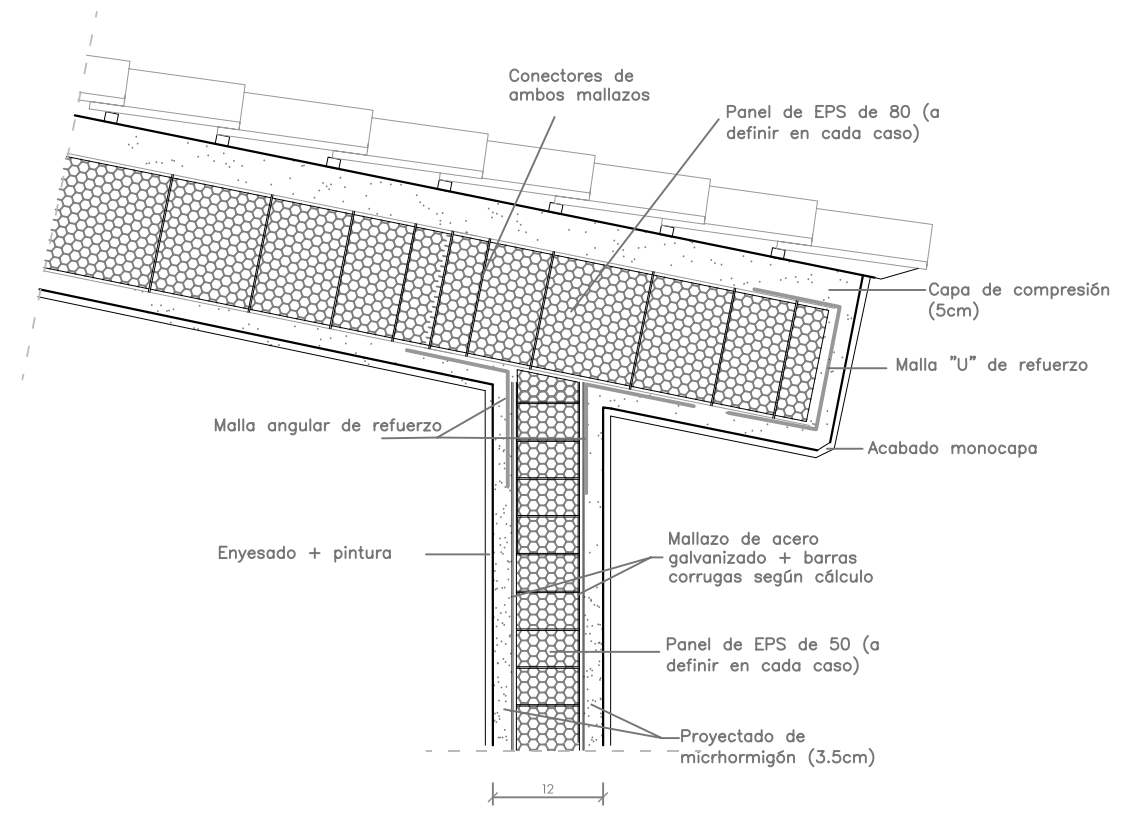 Conectores de
ambos mallazos
Panel de EPS de 80 (a
definir en cada caso)
Capa de compresión
(5cm)
Malla "U" de refuerzo
Malla angular de refuerzo
Acabado monocapa
Enyesado + pintura
Mallazo de acero
galvanizado + barras
corrugas según cálculo
Panel de EPS de 50 (a
definir en cada caso)
Proyectado de
micrhormigón (3.5cm)
12